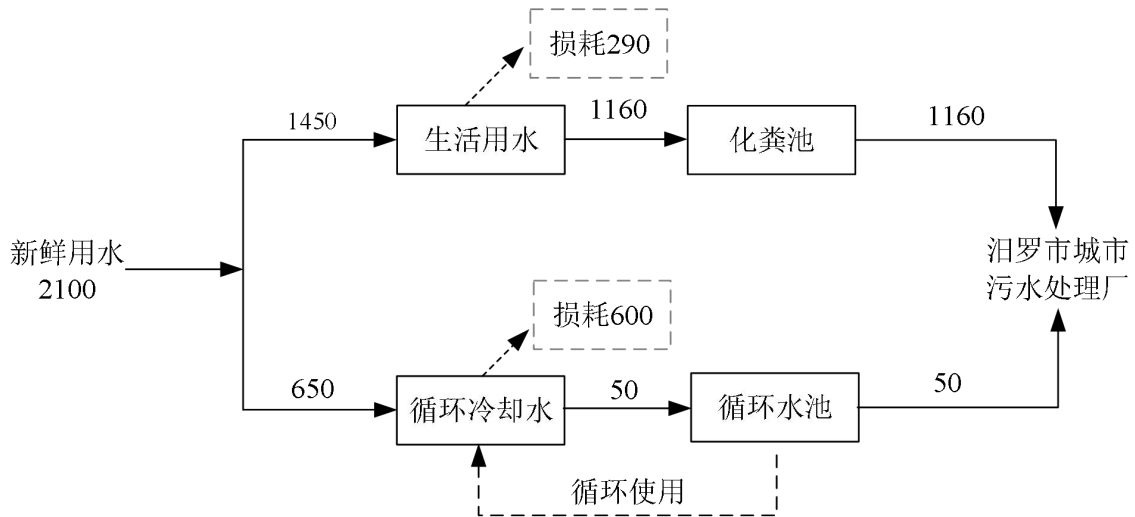 损耗290
1450
生活用水
1160
化粪池
1160
新鲜用水
2100
汨罗市城市
污水处理厂
损耗600
650
循环冷却水
50
循环水池
50
循环使用